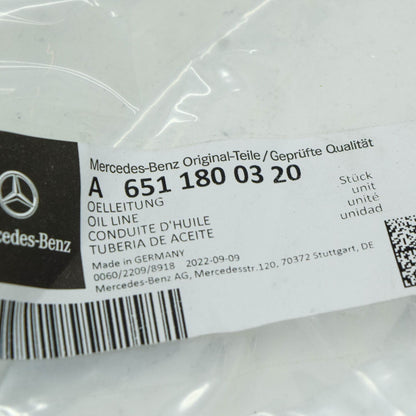 Mercedes-Benz Original-Teile/Geprüfte Qualität
A 651 180 03 20
OELLEITUNG
OIL LINE
CONDUITE D'HUILE
TUBERIA DE ACEITE
Stück
unit
unité
unidad
Made in GERMANY
0060/2209/8918 2022-09-09
Mercedes-Benz AG, Mercedesstr.120, 70372 Stuttgart, DE
cedes-Benz